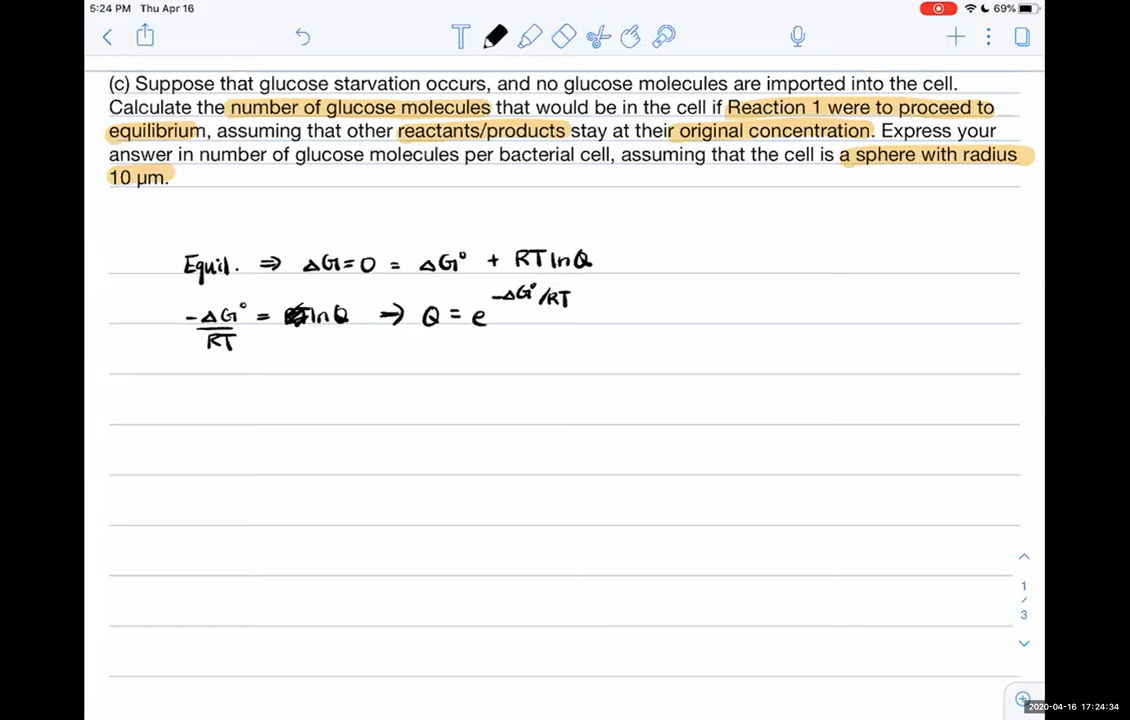 5:24 PM Thu Apr 16
69%
(c) Suppose that glucose starvation occurs, and no glucose molecules are imported into the cell.
Calculate the number of glucose molecules that would be in the cell if Reaction 1 were to proceed to
equilibrium, assuming that other reactants/products stay at their original concentration. Express your
answer in number of glucose molecules per bacterial cell, assuming that the cell is a sphere with radius
10 µm.
Equil. ⇒ ΔG=0 = ΔG° + RTlnQ
-ΔG°/RT = lnQ → Q = e^-ΔG°/RT
1
/
3
2020-04-16 17:24:34